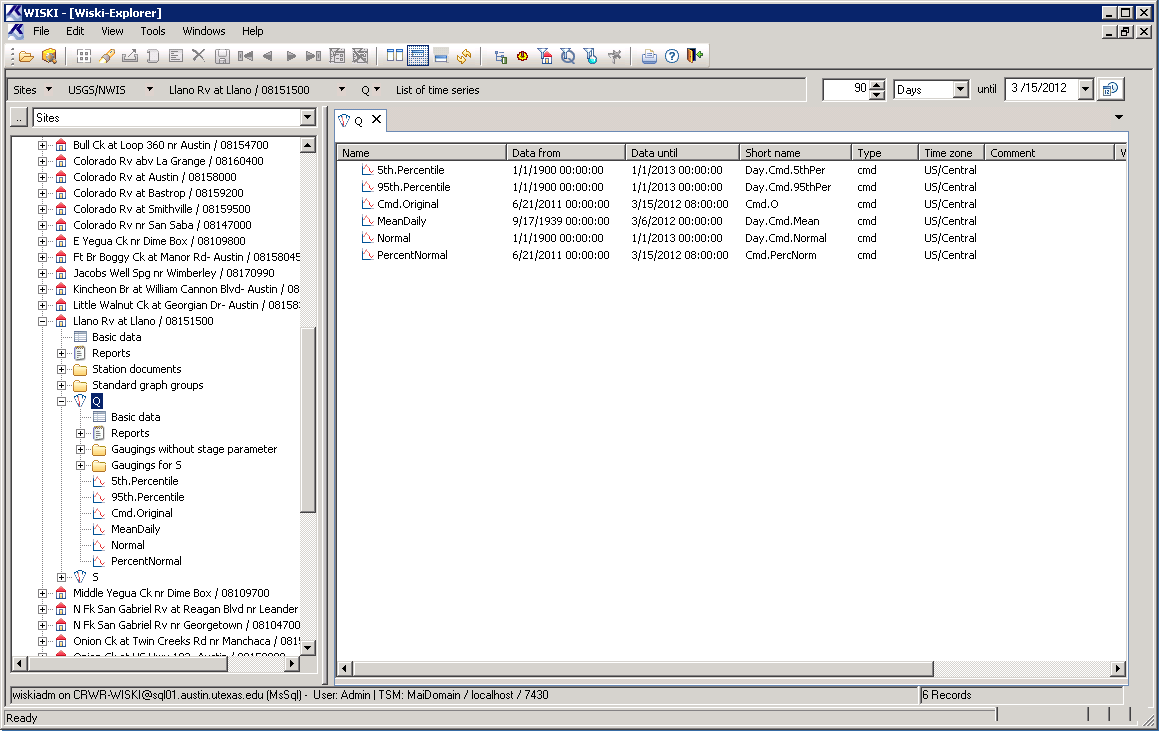 WISKI - [Wiski-Explorer]
File Edit View Tools Windows Help
Sites USGS/NWIS Llano Rv at Llano / 08151500 Q List of time series 90 Days until 3 /15/2012
.. Sites
Q
Bull Ck at Loop 360 nr Austin / 08154700
Colorado Rv abv La Grange / 08160400
Colorado Rv at Austin / 08158000
Colorado Rv at Bastrop / 08159200
Colorado Rv at Smithville / 08159500
Colorado Rv nr San Saba / 08147000
E Yegua Ck nr Dime Box / 08109800
Ft Br Boggy Ck at Manor Rd- Austin / 08158045
Jacobs Well Spg nr Wimberley / 08170990
Kincheon Br at William Cannon Blvd- Austin / 08
Little Walnut Ck at Georgian Dr- Austin / 08158
Llano Rv at Llano / 08151500
Basic data
Reports
Station documents
Standard graph groups
Q
Basic data
Reports
Gaugings without stage parameter
Gaugings for S
5th.Percentile
95th.Percentile
Cmd.Original
MeanDaily
Normal
PercentNormal
S
Middle Yegua Ck nr Dime Box / 08109700
N Fk San Gabriel Rv at Reagan Blvd nr Leander
N Fk San Gabriel Rv nr Georgetown / 08104700
Onion Ck at Twin Creeks Rd nr Manchaca / 081
Name Data from Data until Short name Type Time zone Comment V
5th.Percentile 1/1/1900 00:00:00 1/1/2013 00:00:00 Day.Cmd.5thPer cmd US/Central
95th.Percentile 1/1/1900 00:00:00 1/1/2013 00:00:00 Day.Cmd.95thPer cmd US/Central
Cmd.Original 6/21/2011 00:00:00 3/15/2012 08:00:00 Cmd.O cmd US/Central
MeanDaily 9/17/1939 00:00:00 3/6/2012 00:00:00 Day.Cmd.Mean cmd US/Central
Normal 1/1/1900 00:00:00 1/1/2013 00:00:00 Day.Cmd.Normal cmd US/Central
PercentNormal 6/21/2011 00:00:00 3/15/2012 08:00:00 Cmd.PercNorm cmd US/Central
wiskiadm on CRWR-WISKI@sql01.austin.utexas.edu (MsSql) - User: Admin | TSM: MaiDomain / localhost / 7430
6 Records
Ready